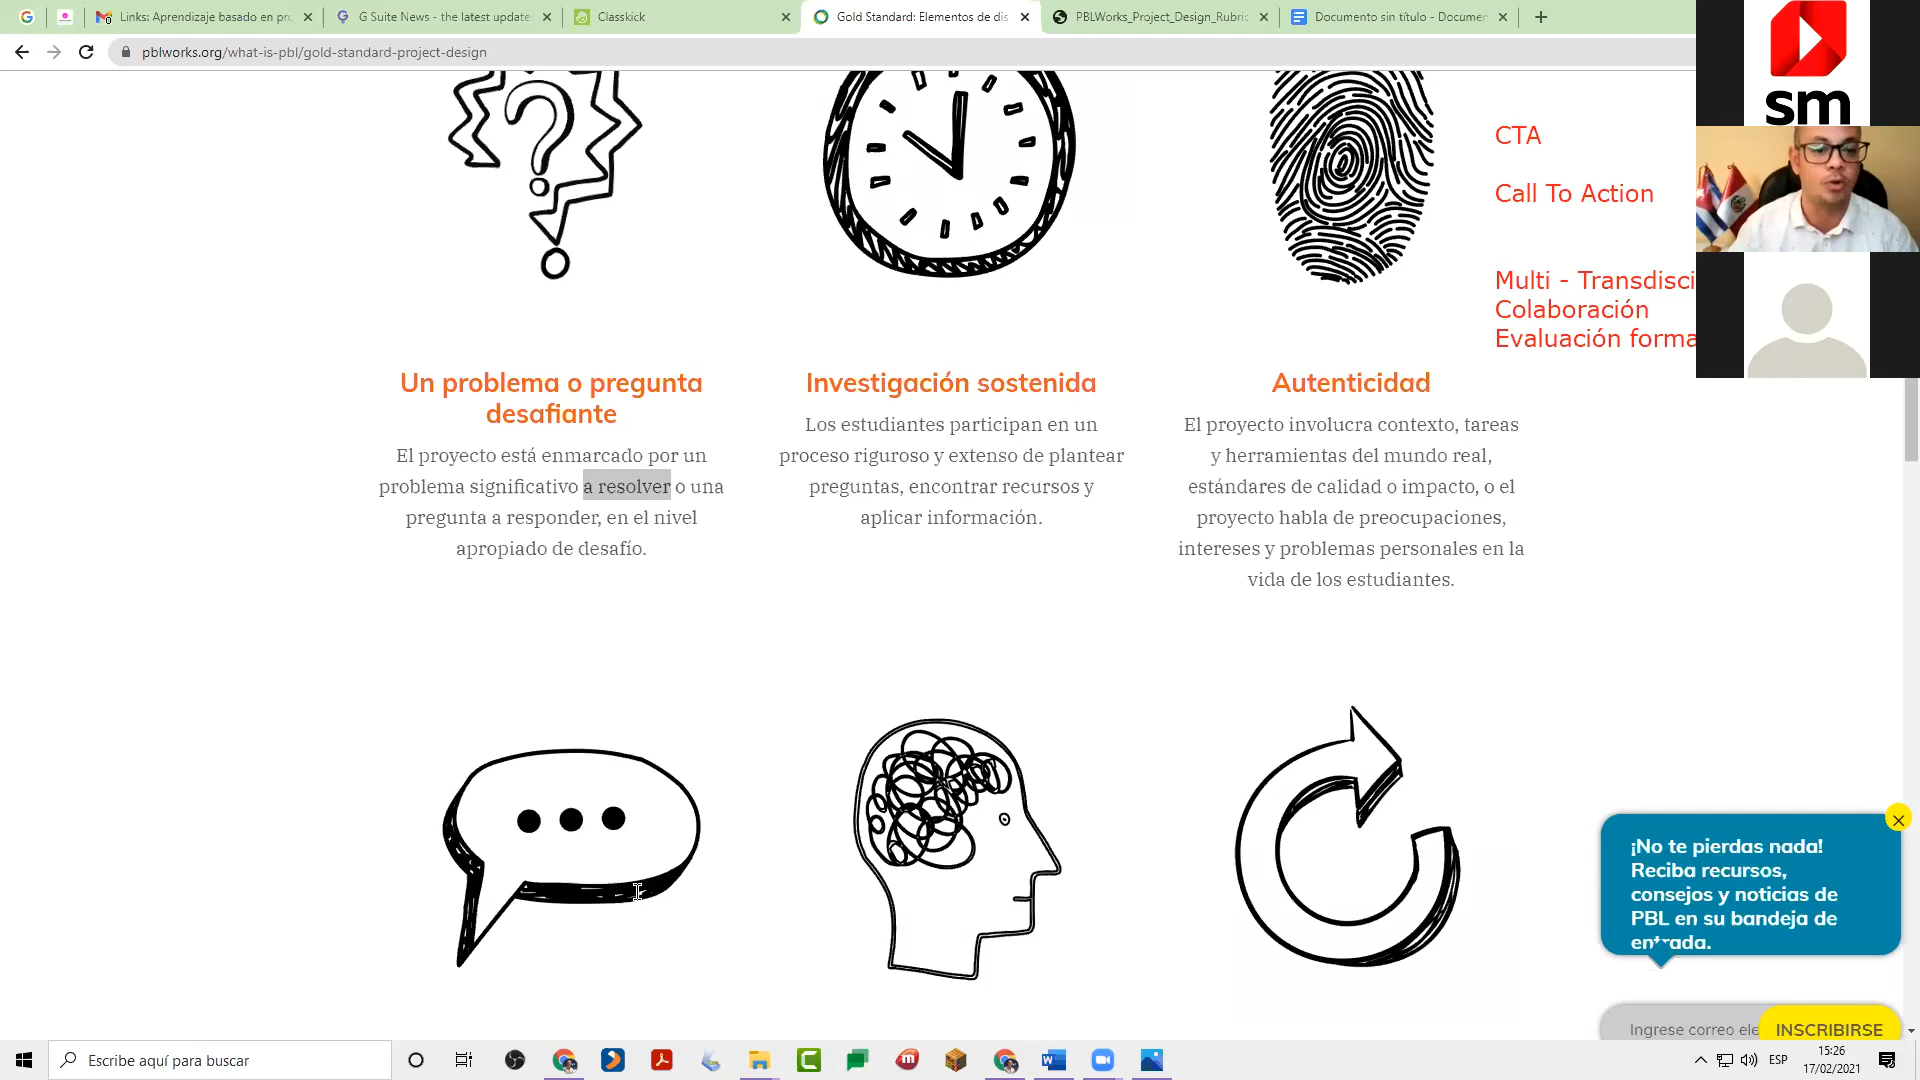 Links: Aprendizaje basado en pro
G Suite News - the latest update
Classkick
Gold Standard: Elementos de dis
PBLWorks_Project_Design_Rubric
Documento sin título - Documen
pblworks.org/what-is-pbl/gold-standard-project-design
sm
CTA
Call To Action
Multi - Transdisci
Colaboración
Evaluación forma
Un problema o pregunta
desafiante
El proyecto está enmarcado por un
problema significativo a resolver o una
pregunta a responder, en el nivel
apropiado de desafío.
Investigación sostenida
Los estudiantes participan en un
proceso riguroso y extenso de plantear
preguntas, encontrar recursos y
aplicar información.
Autenticidad
El proyecto involucra contexto, tareas
y herramientas del mundo real,
estándares de calidad o impacto, o el
proyecto habla de preocupaciones,
intereses y problemas personales en la
vida de los estudiantes.
¡No te pierdas nada!
Reciba recursos,
consejos y noticias de
PBL en su bandeja de
entrada.
Ingrese correo ele
INSCRIBIRSE
Escribe aquí para buscar
ESP
15:26
17/02/2021